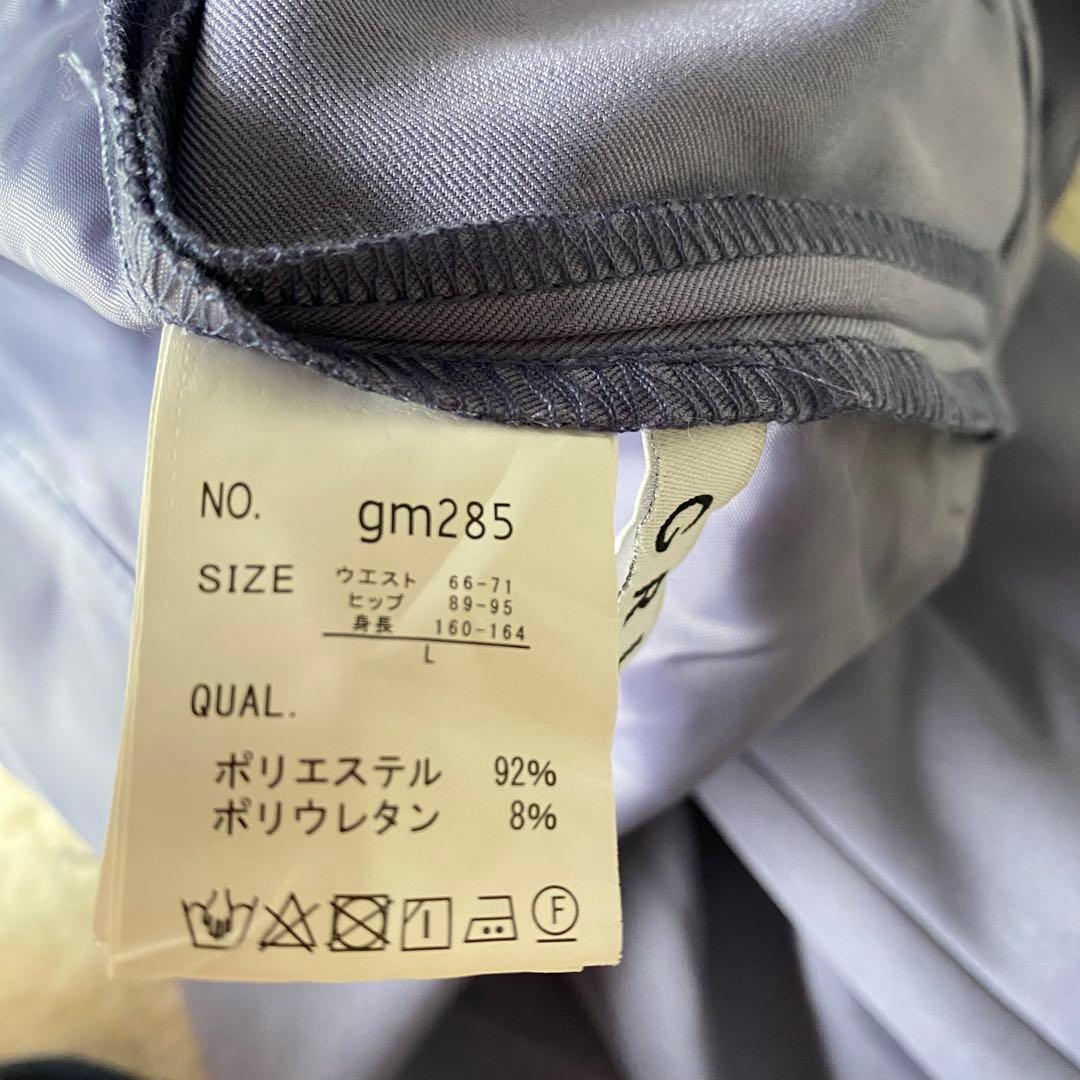 NO. gm285
SIZE ウエスト 66-71
ヒップ 89-95
身長 160-164
L
QUAL.
ポリエステル 92%
ポリウレタン 8%
F
GR